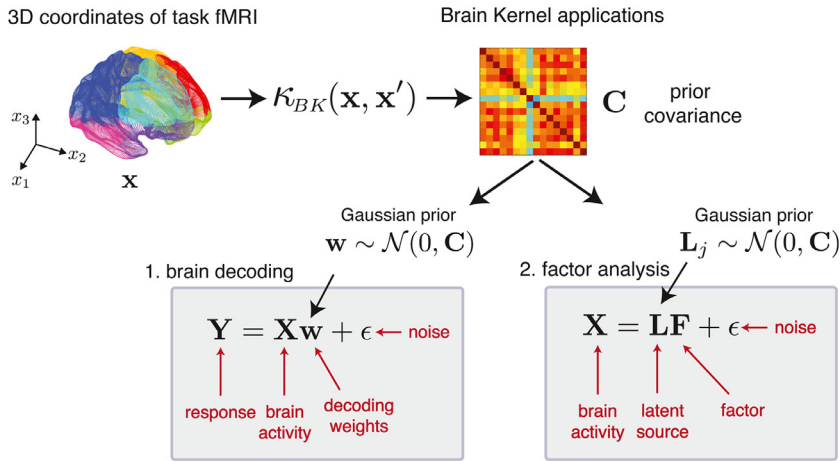 3D coordinates of task fMRI
Brain Kernel applications
x₃
x₂
x₁
x
κ_BK(x, x′)
C
prior
covariance
Gaussian prior
w ∼ N(0, C)
Gaussian prior
L_j ∼ N(0, C)
1. brain decoding
Y = Xw + ϵ
noise
response
brain
activity
decoding
weights
2. factor analysis
X = LF + ϵ
noise
brain
activity
latent
source
factor